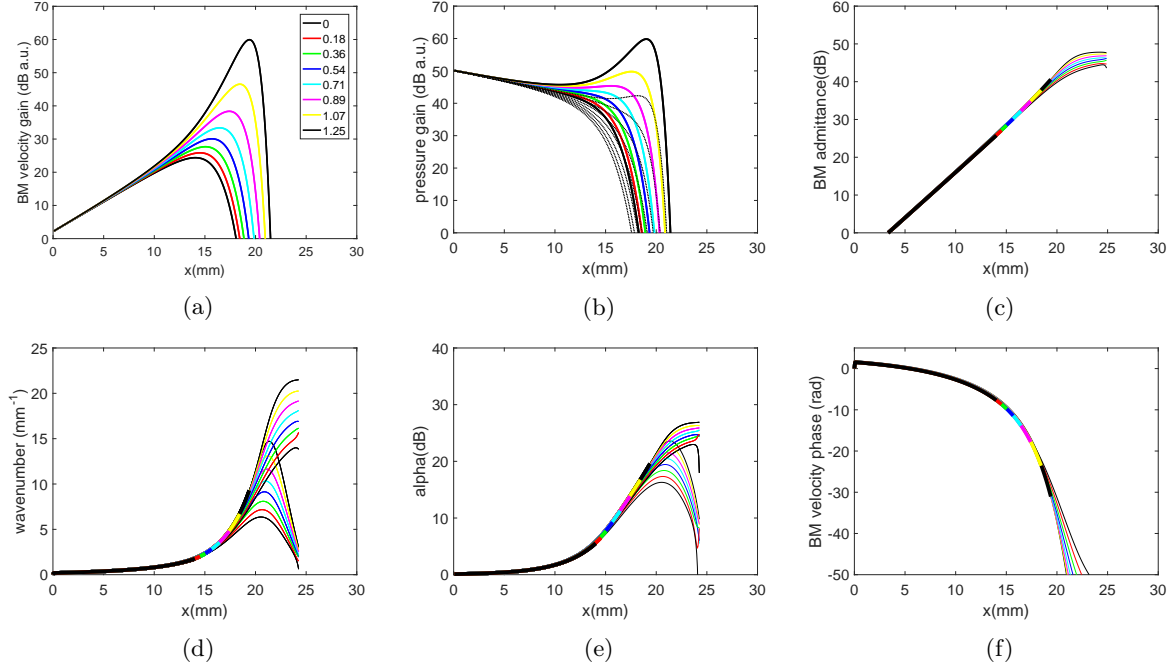 70
60
50
40
30
20
10
0
BM velocity gain (dB a.u.)
0 5 10 15 20 25 30
x(mm)
0
0.18
0.36
0.54
0.71
0.89
1.07
1.25
(a)
70
60
50
40
30
20
10
0
pressure gain (dB a.u.)
0 5 10 15 20 25 30
x(mm)
(b)
60
50
40
30
20
10
0
BM admittance(dB)
0 5 10 15 20 25 30
x(mm)
(c)
25
20
15
10
5
0
wavenumber (mm⁻¹)
0 5 10 15 20 25 30
x(mm)
(d)
40
30
20
10
0
alpha(dB)
0 5 10 15 20 25 30
x(mm)
(e)
0
-10
-20
-30
-40
-50
BM velocity phase (rad)
0 5 10 15 20 25 30
x(mm)
(f)